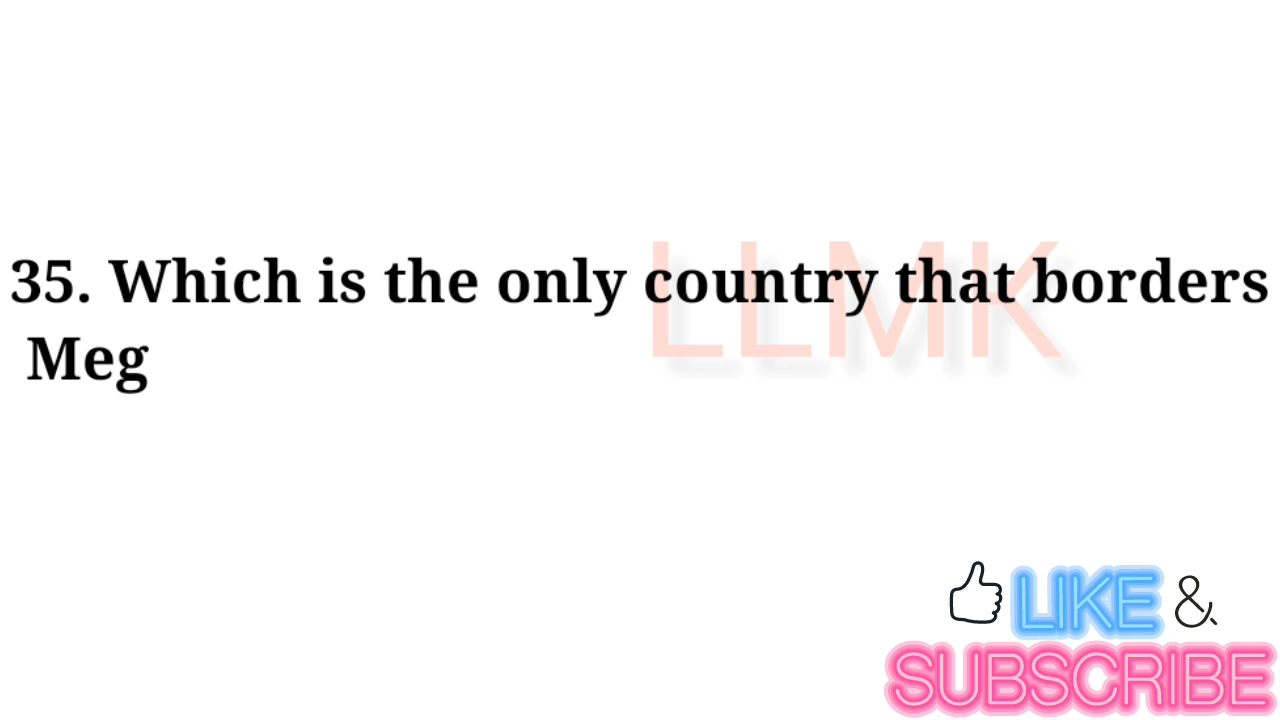 35. Which is the only country that borders
Meg
LLMK
LIKE &
SUBSCRIBE